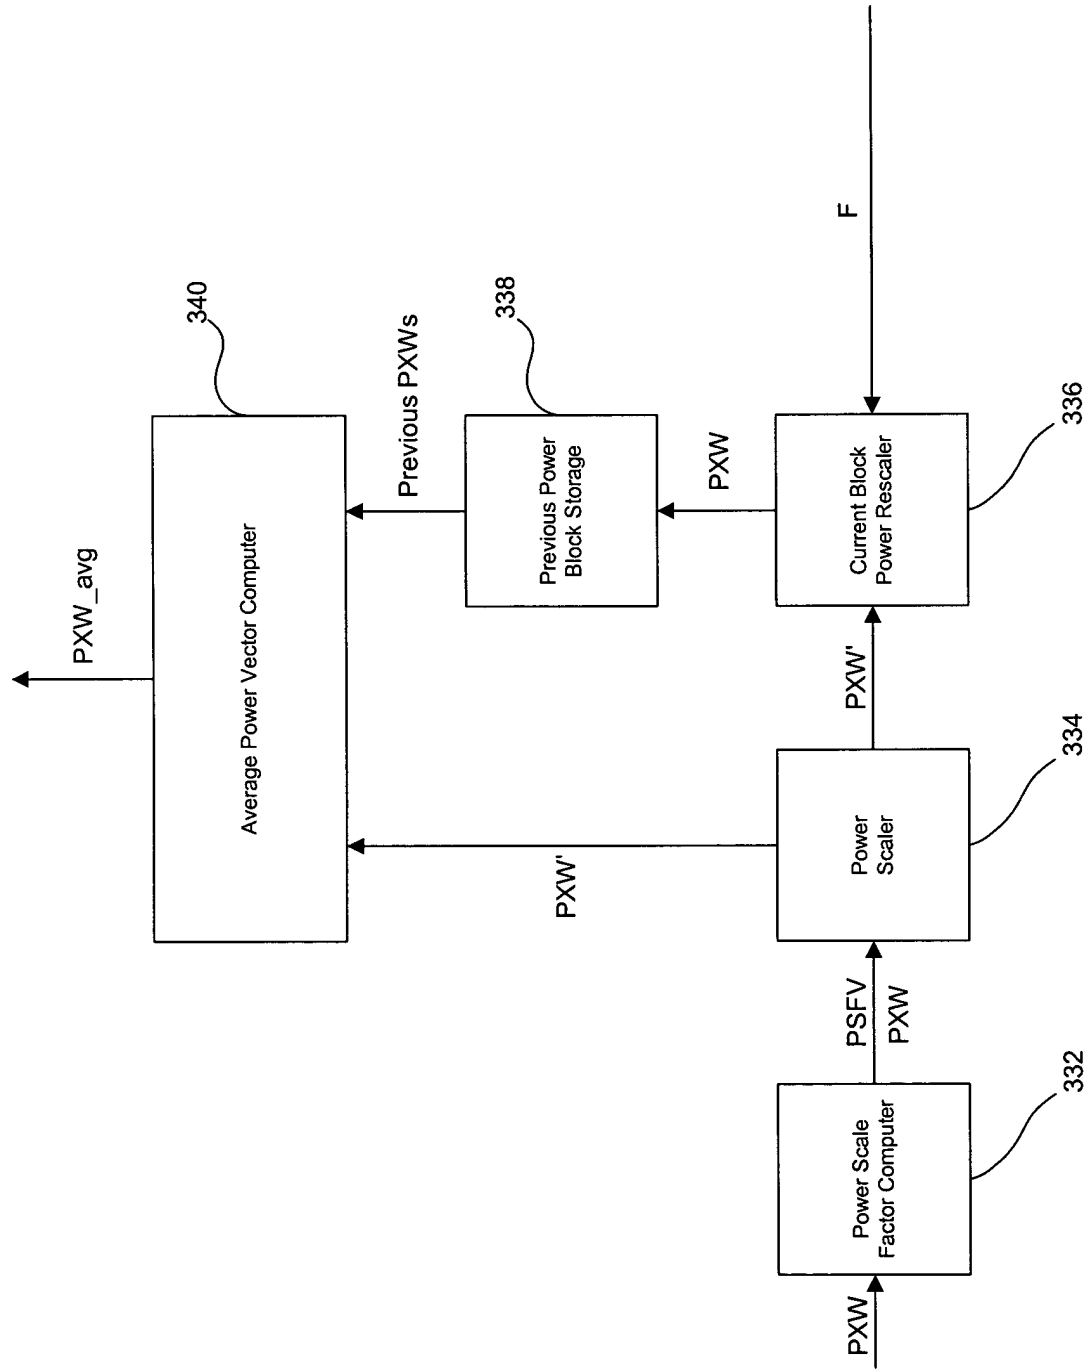 PXW_avg
340
Average Power Vector Computer
Previous PXWs
338
Previous Power
Block Storage
PXW'
PXW
F
PXW
Power Scale
Factor Computer
332
PSFV
PXW
Power
Scaler
334
PXW'
Current Block
Power Rescaler
336